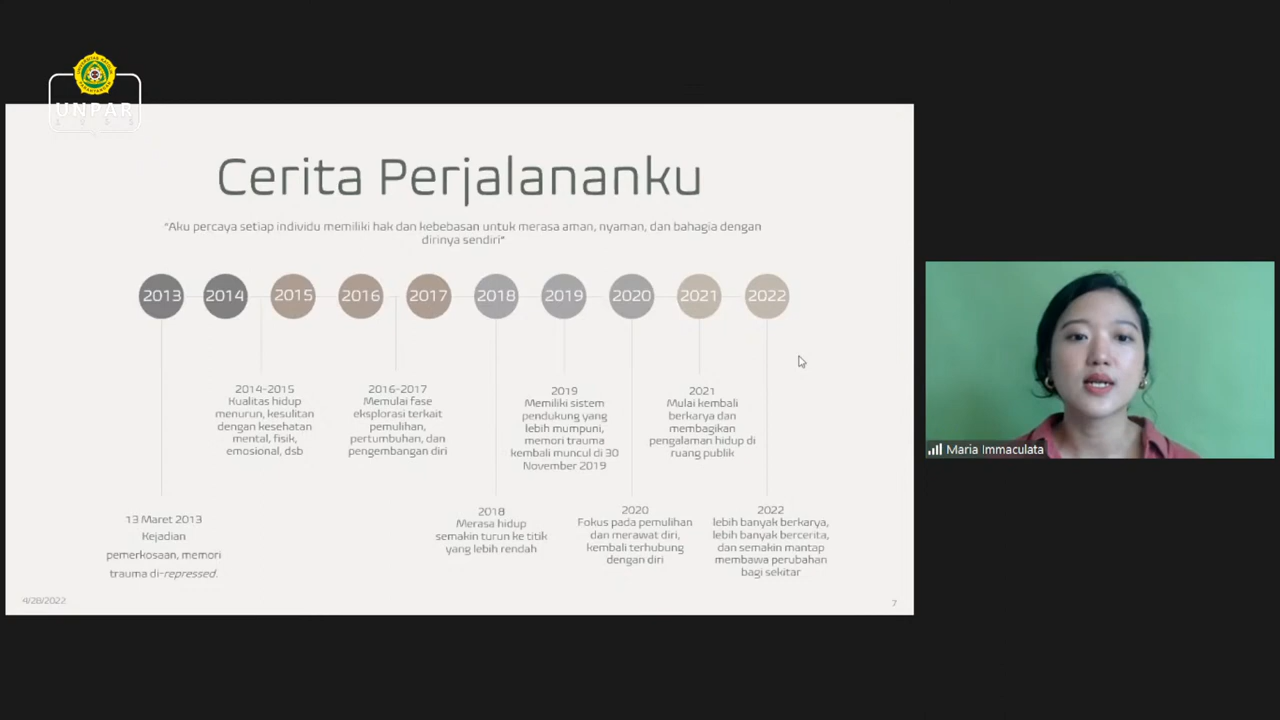 UNPAR
Cerita Perjalananku
"Aku percaya setiap individu memiliki hak dan kebebasan untuk merasa aman, nyaman, dan bahagia dengan
dirinya sendiri"
2013
2014
2015
2016
2017
2018
2019
2020
2021
2022
2014-2015
Kualitas hidup
menurun, kesulitan
dengan kesehatan
mental, fisik,
emosional, dsb
2016-2017
Memulai fase
eksplorasi terkait
pemulihan,
pertumbuhan, dan
pengembangan diri
2019
Memiliki sistem
pendukung yang
lebih mumpuni,
memori trauma
kembali muncul di 30
November 2019
2021
Mulai kembali
berkarya dan
membagikan
pengalaman hidup di
ruang publik
13 Maret 2013
Kejadian
pemerkosaan, memori
trauma di-repressed.
2018
Merasa hidup
semakin turun ke titik
yang lebih rendah
2020
Fokus pada pemulihan
dan merawat diri,
kembali terhubung
dengan diri
2022
lebih banyak berkarya,
lebih banyak bercerita,
dan semakin mantap
membawa perubahan
bagi sekitar
4/28/2022
7
Maria Immaculata